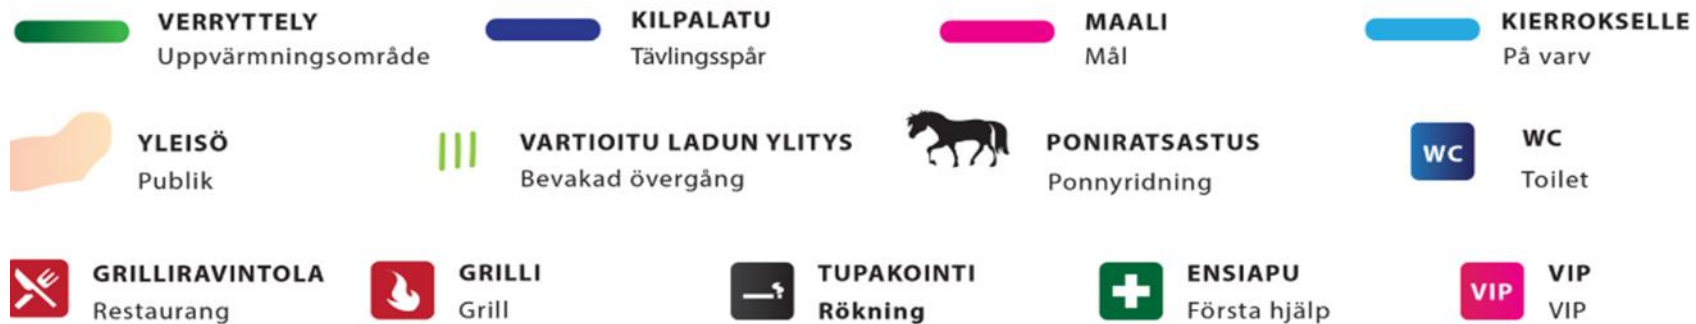 VERRYTTELY
Uppvärmningsområde
KILPALATU
Tävlingsspår
MAALI
Mål
KIERROKSELLE
På varv
YLEISÖ
Publik
VARTIOITU LADUN YLITYS
Bevakad övergång
PONIRATSASTUS
Ponnyridning
WC
WC
Toilet
GRILLIRAVINTOLA
Restaurang
GRILLI
Grill
TUPAKOINTI
Rökning
ENSIAPU
Första hjälp
VIP
VIP
VIP